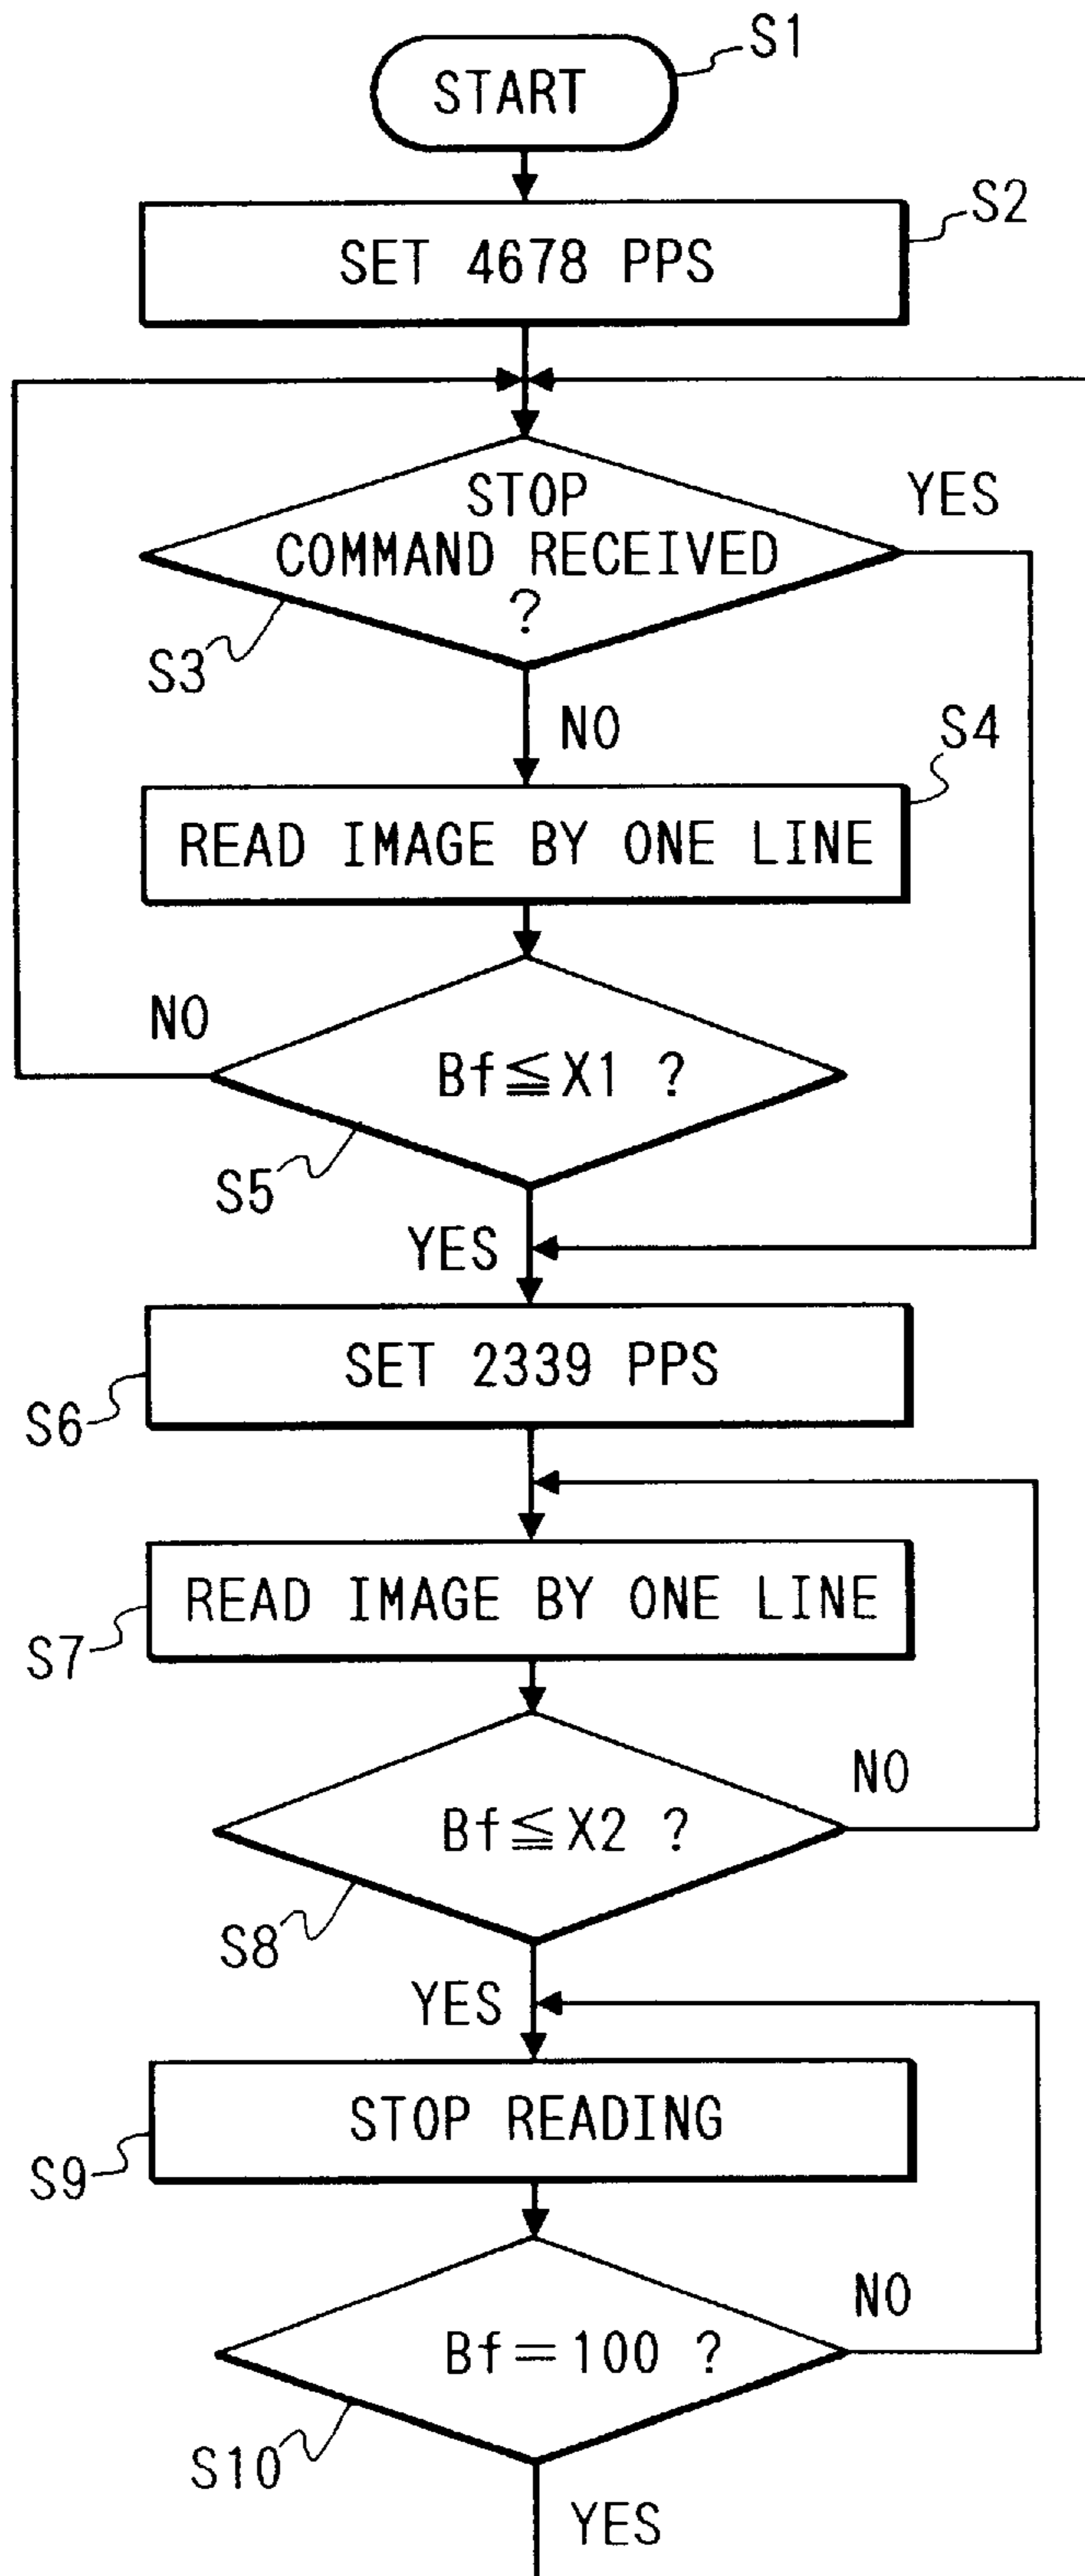 START
S1
SET 4678 PPS
S2
STOP
COMMAND RECEIVED
?
YES
S3
NO
S4
READ IMAGE BY ONE LINE
NO
Bf≦X1 ?
S5
YES
SET 2339 PPS
S6
READ IMAGE BY ONE LINE
S7
NO
Bf≦X2 ?
S8
YES
STOP READING
S9
NO
Bf=100 ?
S10
YES